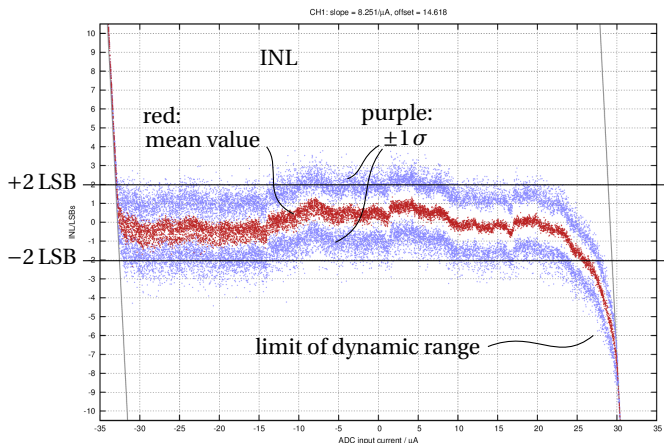 CH1: slope = 8.251/µA, offset = 14.618
INL
red:
mean value
purple:
±1σ
+2 LSB
−2 LSB
limit of dynamic range
INL/LSBs
10
9
8
7
6
5
4
3
2
1
0
-1
-2
-3
-4
-5
-6
-7
-8
-9
-10
-35 -30 -25 -20 -15 -10 -5 0 5 10 15 20 25 30 35
ADC input current / µA